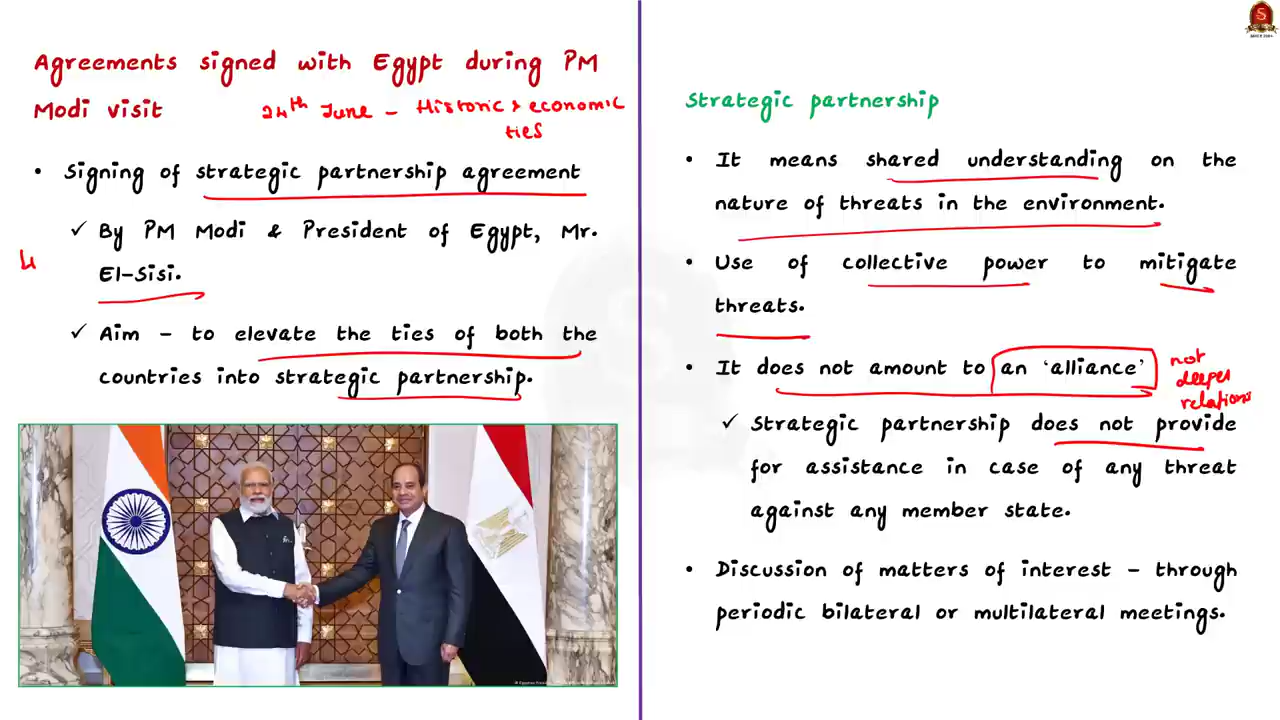 Agreements signed with Egypt during PM
Modi visit
24th June - Historic & economic
ties
• Signing of strategic partnership agreement
✓ By PM Modi & President of Egypt, Mr.
El-Sisi.
✓ Aim - to elevate the ties of both the
countries into strategic partnership.
Strategic partnership
• It means shared understanding on the
nature of threats in the environment.
• Use of collective power to mitigate
threats.
• It does not amount to an ‘alliance’
not
deeper
relations
✓ Strategic partnership does not provide
for assistance in case of any threat
against any member state.
• Discussion of matters of interest – through
periodic bilateral or multilateral meetings.